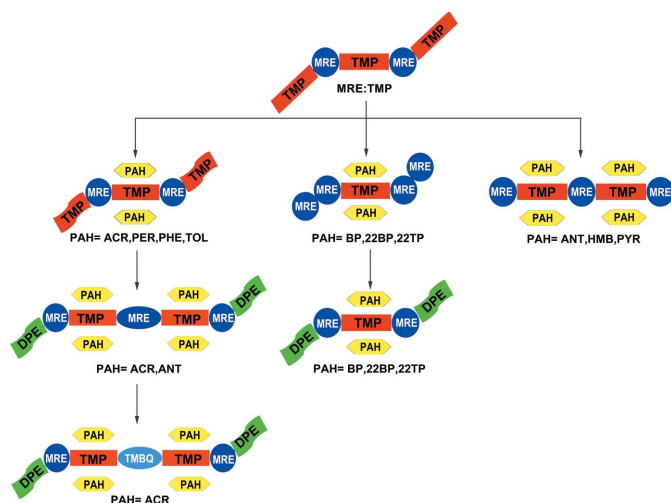 TMP MRE TMP MRE TMP
MRE:TMP
PAH
TMP MRE TMP MRE TMP
PAH
PAH= ACR,PER,PHE,TOL
PAH
MRE MRE TMP MRE MRE
PAH
PAH= BP,22BP,22TP
PAH PAH
MRE TMP MRE TMP MRE
PAH PAH
PAH= ANT,HMB,PYR
PAH PAH
DPE MRE TMP MRE TMP MRE DPE
PAH PAH
PAH= ACR,ANT
PAH
DPE MRE TMP MRE DPE
PAH
PAH= BP,22BP,22TP
PAH PAH
DPE MRE TMP TMBQ TMP MRE DPE
PAH PAH
PAH= ACR